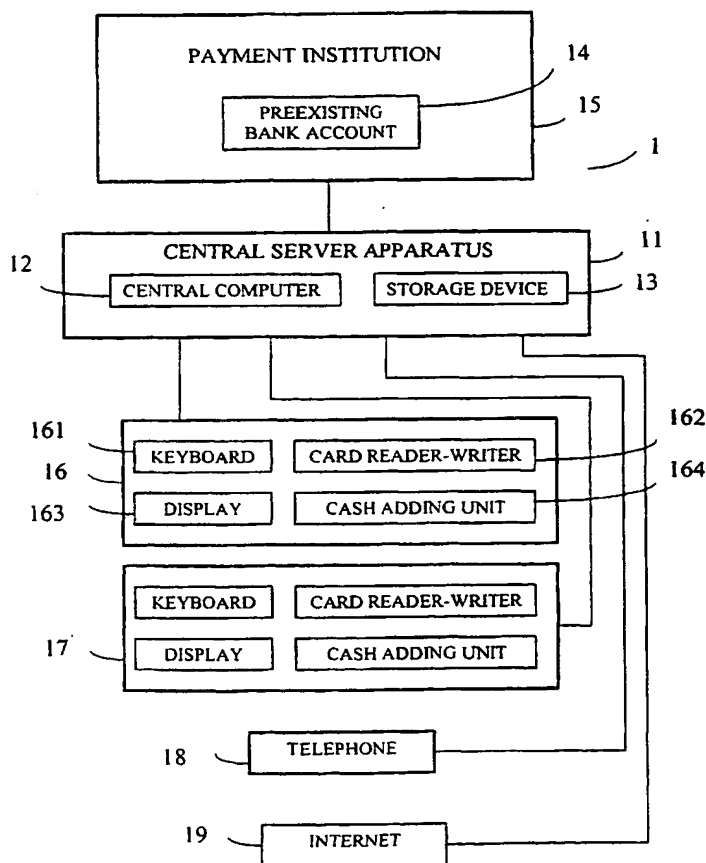 PAYMENT INSTITUTION
14
PREEXISTING
BANK ACCOUNT
15
1
CENTRAL SERVER APPARATUS
11
12
CENTRAL COMPUTER
STORAGE DEVICE
13
161
KEYBOARD
CARD READER-WRITER
162
16
163
DISPLAY
CASH ADDING UNIT
164
KEYBOARD
CARD READER-WRITER
17
DISPLAY
CASH ADDING UNIT
18
TELEPHONE
19
INTERNET